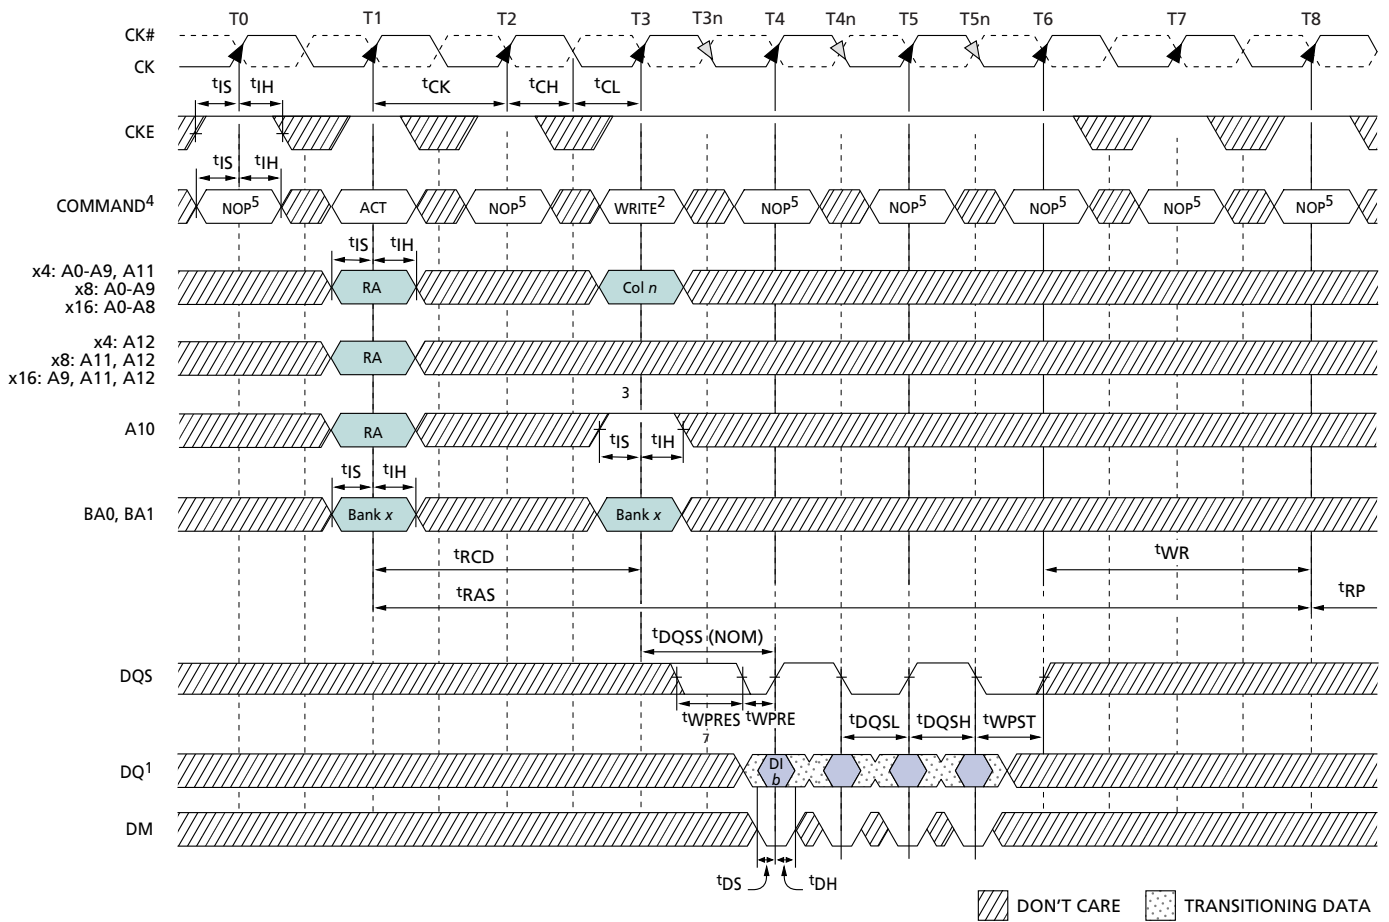 T0 T1 T2 T3 T3n T4 T4n T5 T5n T6 T7 T8
CK#
CK
tIS tIH tCK tCH tCL
CKE
tIS tIH
COMMAND4 NOP5 ACT NOP5 WRITE2 NOP5 NOP5 NOP5 NOP5 NOP5
tIS tIH
x4: A0-A9, A11
x8: A0-A9 RA Col n
x16: A0-A8
x4: A12
x8: A11, A12 RA
x16: A9, A11, A12
3
A10 RA
tIS tIH
tIS tIH
BA0, BA1 Bank x Bank x
tRCD tWR
tRAS tRP
tDQSS (NOM)
DQS
tWPRES tWPRE tDQSL tDQSH tWPST
7
DQ1 DI
b
DM
tDS tDH
DON'T CARE TRANSITIONING DATA